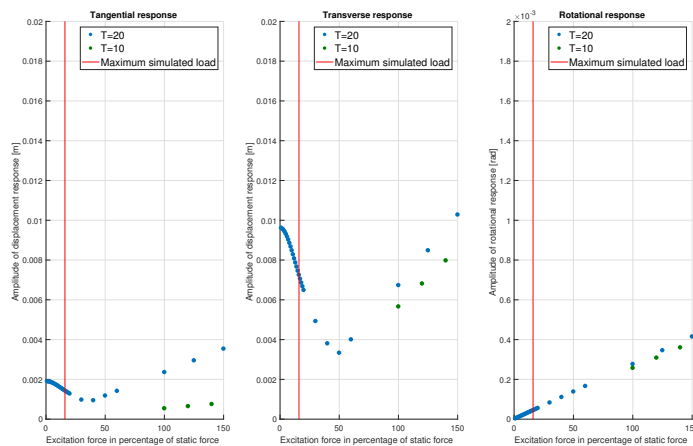 Tangential response
0.02
0.018
0.016
0.014
0.012
0.01
0.008
0.006
0.004
0.002
0
0
50
100
150
Amplitude of displacement response [m]
Excitation force in percentage of static force
T=20
T=10
Maximum simulated load
Transverse response
0.02
0.018
0.016
0.014
0.012
0.01
0.008
0.006
0.004
0.002
0
0
50
100
150
Amplitude of displacement response [m]
Excitation force in percentage of static force
T=20
T=10
Maximum simulated load
Rotational response
×10⁻³
2
1.8
1.6
1.4
1.2
1
0.8
0.6
0.4
0.2
0
0
50
100
150
Amplitude of rotational response [rad]
Excitation force in percentage of static force
T=20
T=10
Maximum simulated load